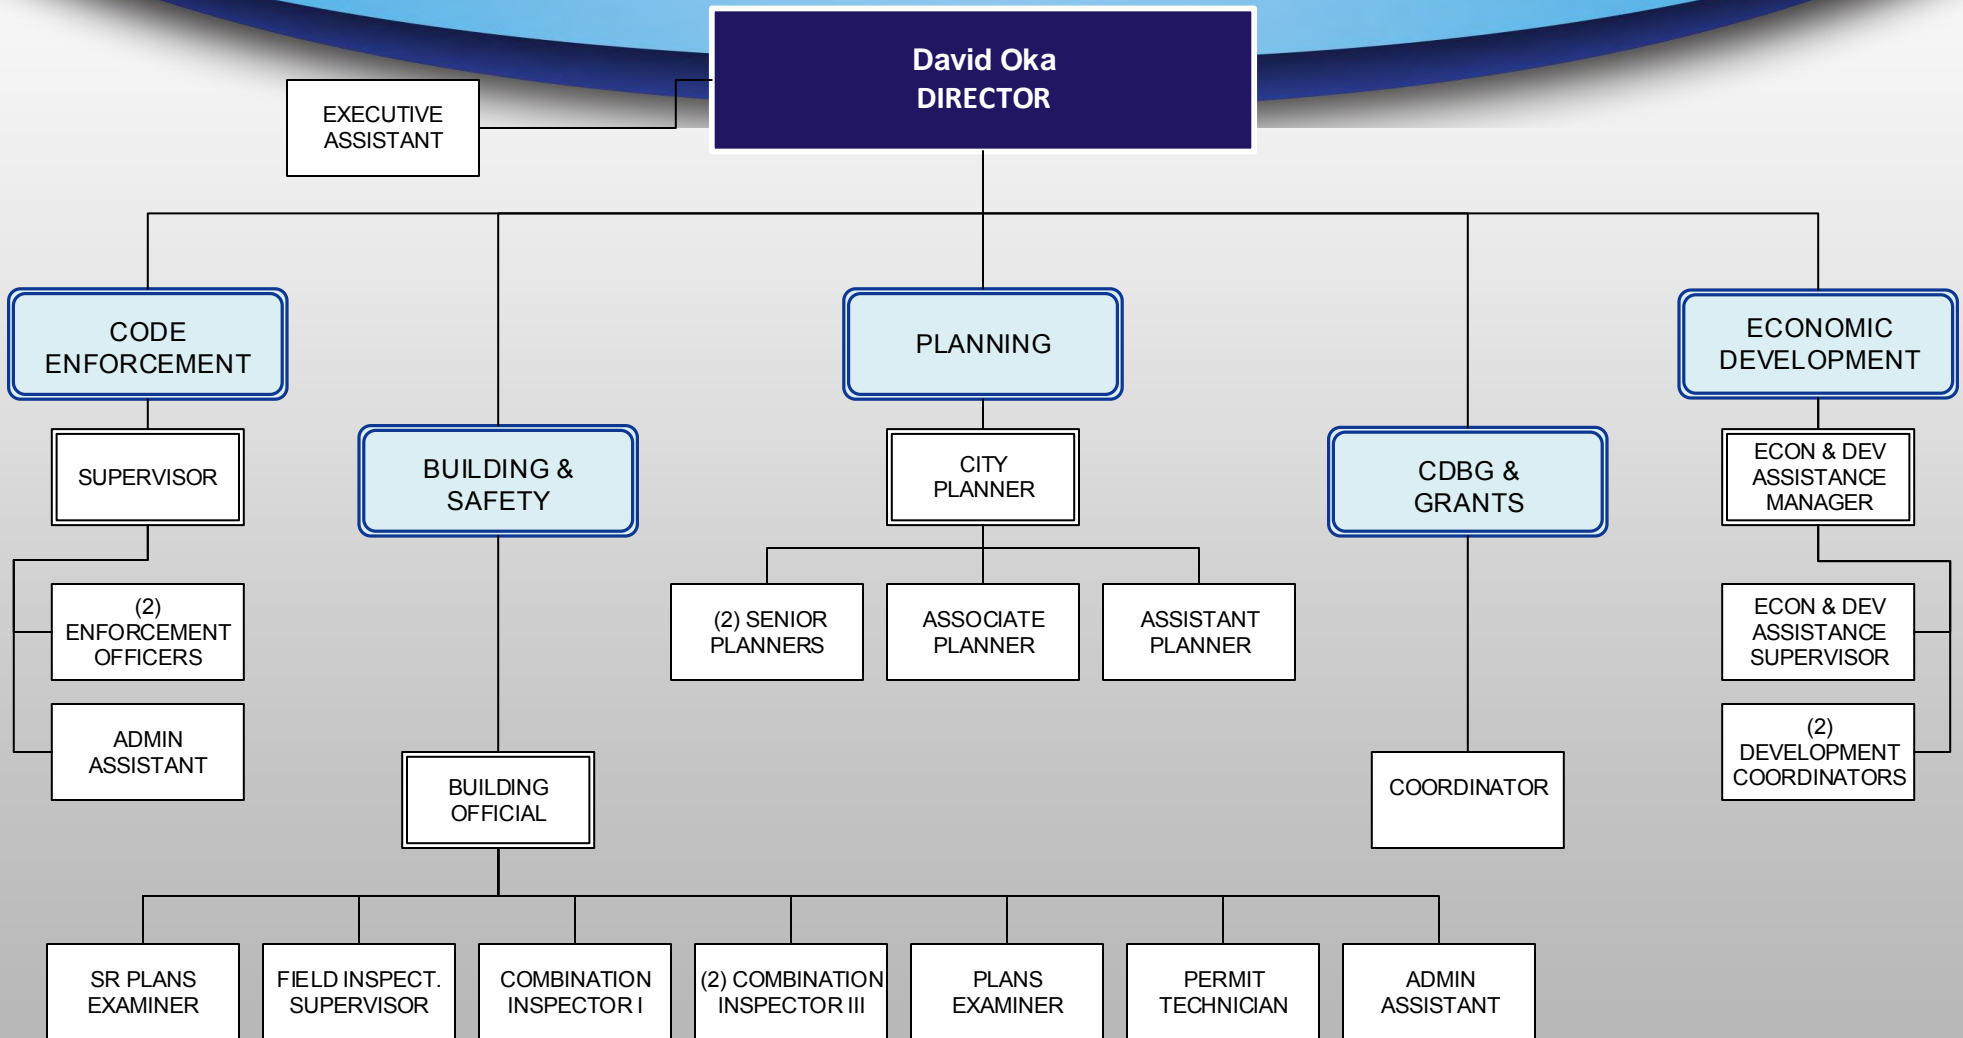 David Oka
DIRECTOR
EXECUTIVE
ASSISTANT
CODE
ENFORCEMENT
PLANNING
ECONOMIC
DEVELOPMENT
SUPERVISOR
BUILDING &
SAFETY
CITY
PLANNER
CDBG &
GRANTS
ECON & DEV
ASSISTANCE
MANAGER
(2)
ENFORCEMENT
OFFICERS
(2) SENIOR
PLANNERS
ASSOCIATE
PLANNER
ASSISTANT
PLANNER
ECON & DEV
ASSISTANCE
SUPERVISOR
ADMIN
ASSISTANT
BUILDING
OFFICIAL
COORDINATOR
(2)
DEVELOPMENT
COORDINATORS
SR PLANS
EXAMINER
FIELD INSPECT.
SUPERVISOR
COMBINATION
INSPECTOR I
(2) COMBINATION
INSPECTOR III
PLANS
EXAMINER
PERMIT
TECHNICIAN
ADMIN
ASSISTANT